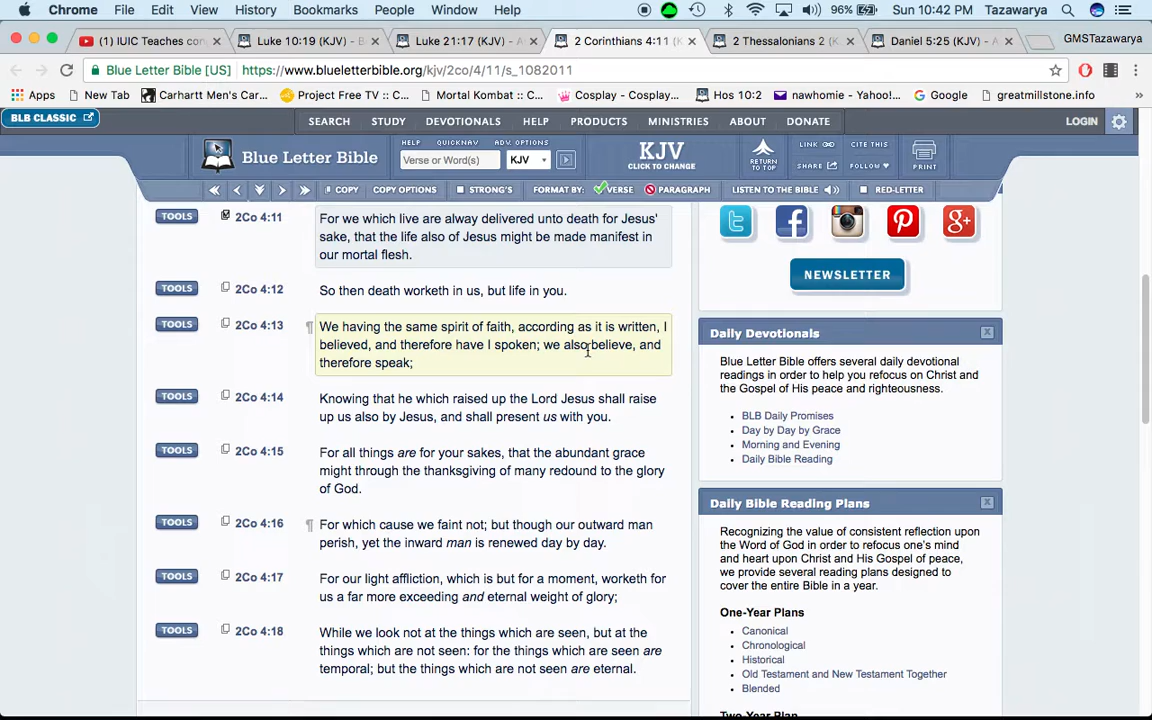 Chrome File Edit View History Bookmarks People Window Help 96% Sun 10:42 PM Tazawarya
(1) IUIC Teaches con Luke 10:19 (KJV) - B Luke 21:17 (KJV) - A 2 Corinthians 4:11 ( 2 Thessalonians 2 (K Daniel 5:25 (KJV) - A GMSTazawarya
Blue Letter Bible [US] https://www.blueletterbible.org/kjv/2co/4/11/s_1082011
Apps New Tab Carhartt Men's Car... Project Free TV :: C... Mortal Kombat :: C... Cosplay - Cosplay... Hos 10:2 nawhomie - Yahoo!... Google greatmillstone.info »
BLB CLASSIC SEARCH STUDY DEVOTIONALS HELP PRODUCTS MINISTRIES ABOUT DONATE LOGIN
HELP QUICKNAV ADV. OPTIONS
Blue Letter Bible Verse or Word(s) KJV KJV CLICK TO CHANGE RETURN TO TOP LINK CITE THIS SHARE FOLLOW PRINT
COPY COPY OPTIONS STRONG'S FORMAT BY: VERSE PARAGRAPH LISTEN TO THE BIBLE RED-LETTER
TOOLS 2Co 4:11 For we which live are alway delivered unto death for Jesus'
sake, that the life also of Jesus might be made manifest in
our mortal flesh.
TOOLS 2Co 4:12 So then death worketh in us, but life in you.
TOOLS 2Co 4:13 ¶ We having the same spirit of faith, according as it is written, I
believed, and therefore have I spoken; we also believe, and
therefore speak;
TOOLS 2Co 4:14 Knowing that he which raised up the Lord Jesus shall raise
up us also by Jesus, and shall present us with you.
TOOLS 2Co 4:15 For all things are for your sakes, that the abundant grace
might through the thanksgiving of many redound to the glory
of God.
TOOLS 2Co 4:16 ¶ For which cause we faint not; but though our outward man
perish, yet the inward man is renewed day by day.
TOOLS 2Co 4:17 For our light affliction, which is but for a moment, worketh for
us a far more exceeding and eternal weight of glory;
TOOLS 2Co 4:18 While we look not at the things which are seen, but at the
things which are not seen: for the things which are seen are
temporal; but the things which are not seen are eternal.
NEWSLETTER
Daily Devotionals
Blue Letter Bible offers several daily devotional
readings in order to help you refocus on Christ and
the Gospel of His peace and righteousness.
BLB Daily Promises
Day by Day by Grace
Morning and Evening
Daily Bible Reading
Daily Bible Reading Plans
Recognizing the value of consistent reflection upon
the Word of God in order to refocus one's mind
and heart upon Christ and His Gospel of peace,
we provide several reading plans designed to
cover the entire Bible in a year.
One-Year Plans
Canonical
Chronological
Historical
Old Testament and New Testament Together
Blended
Two-Year Plan